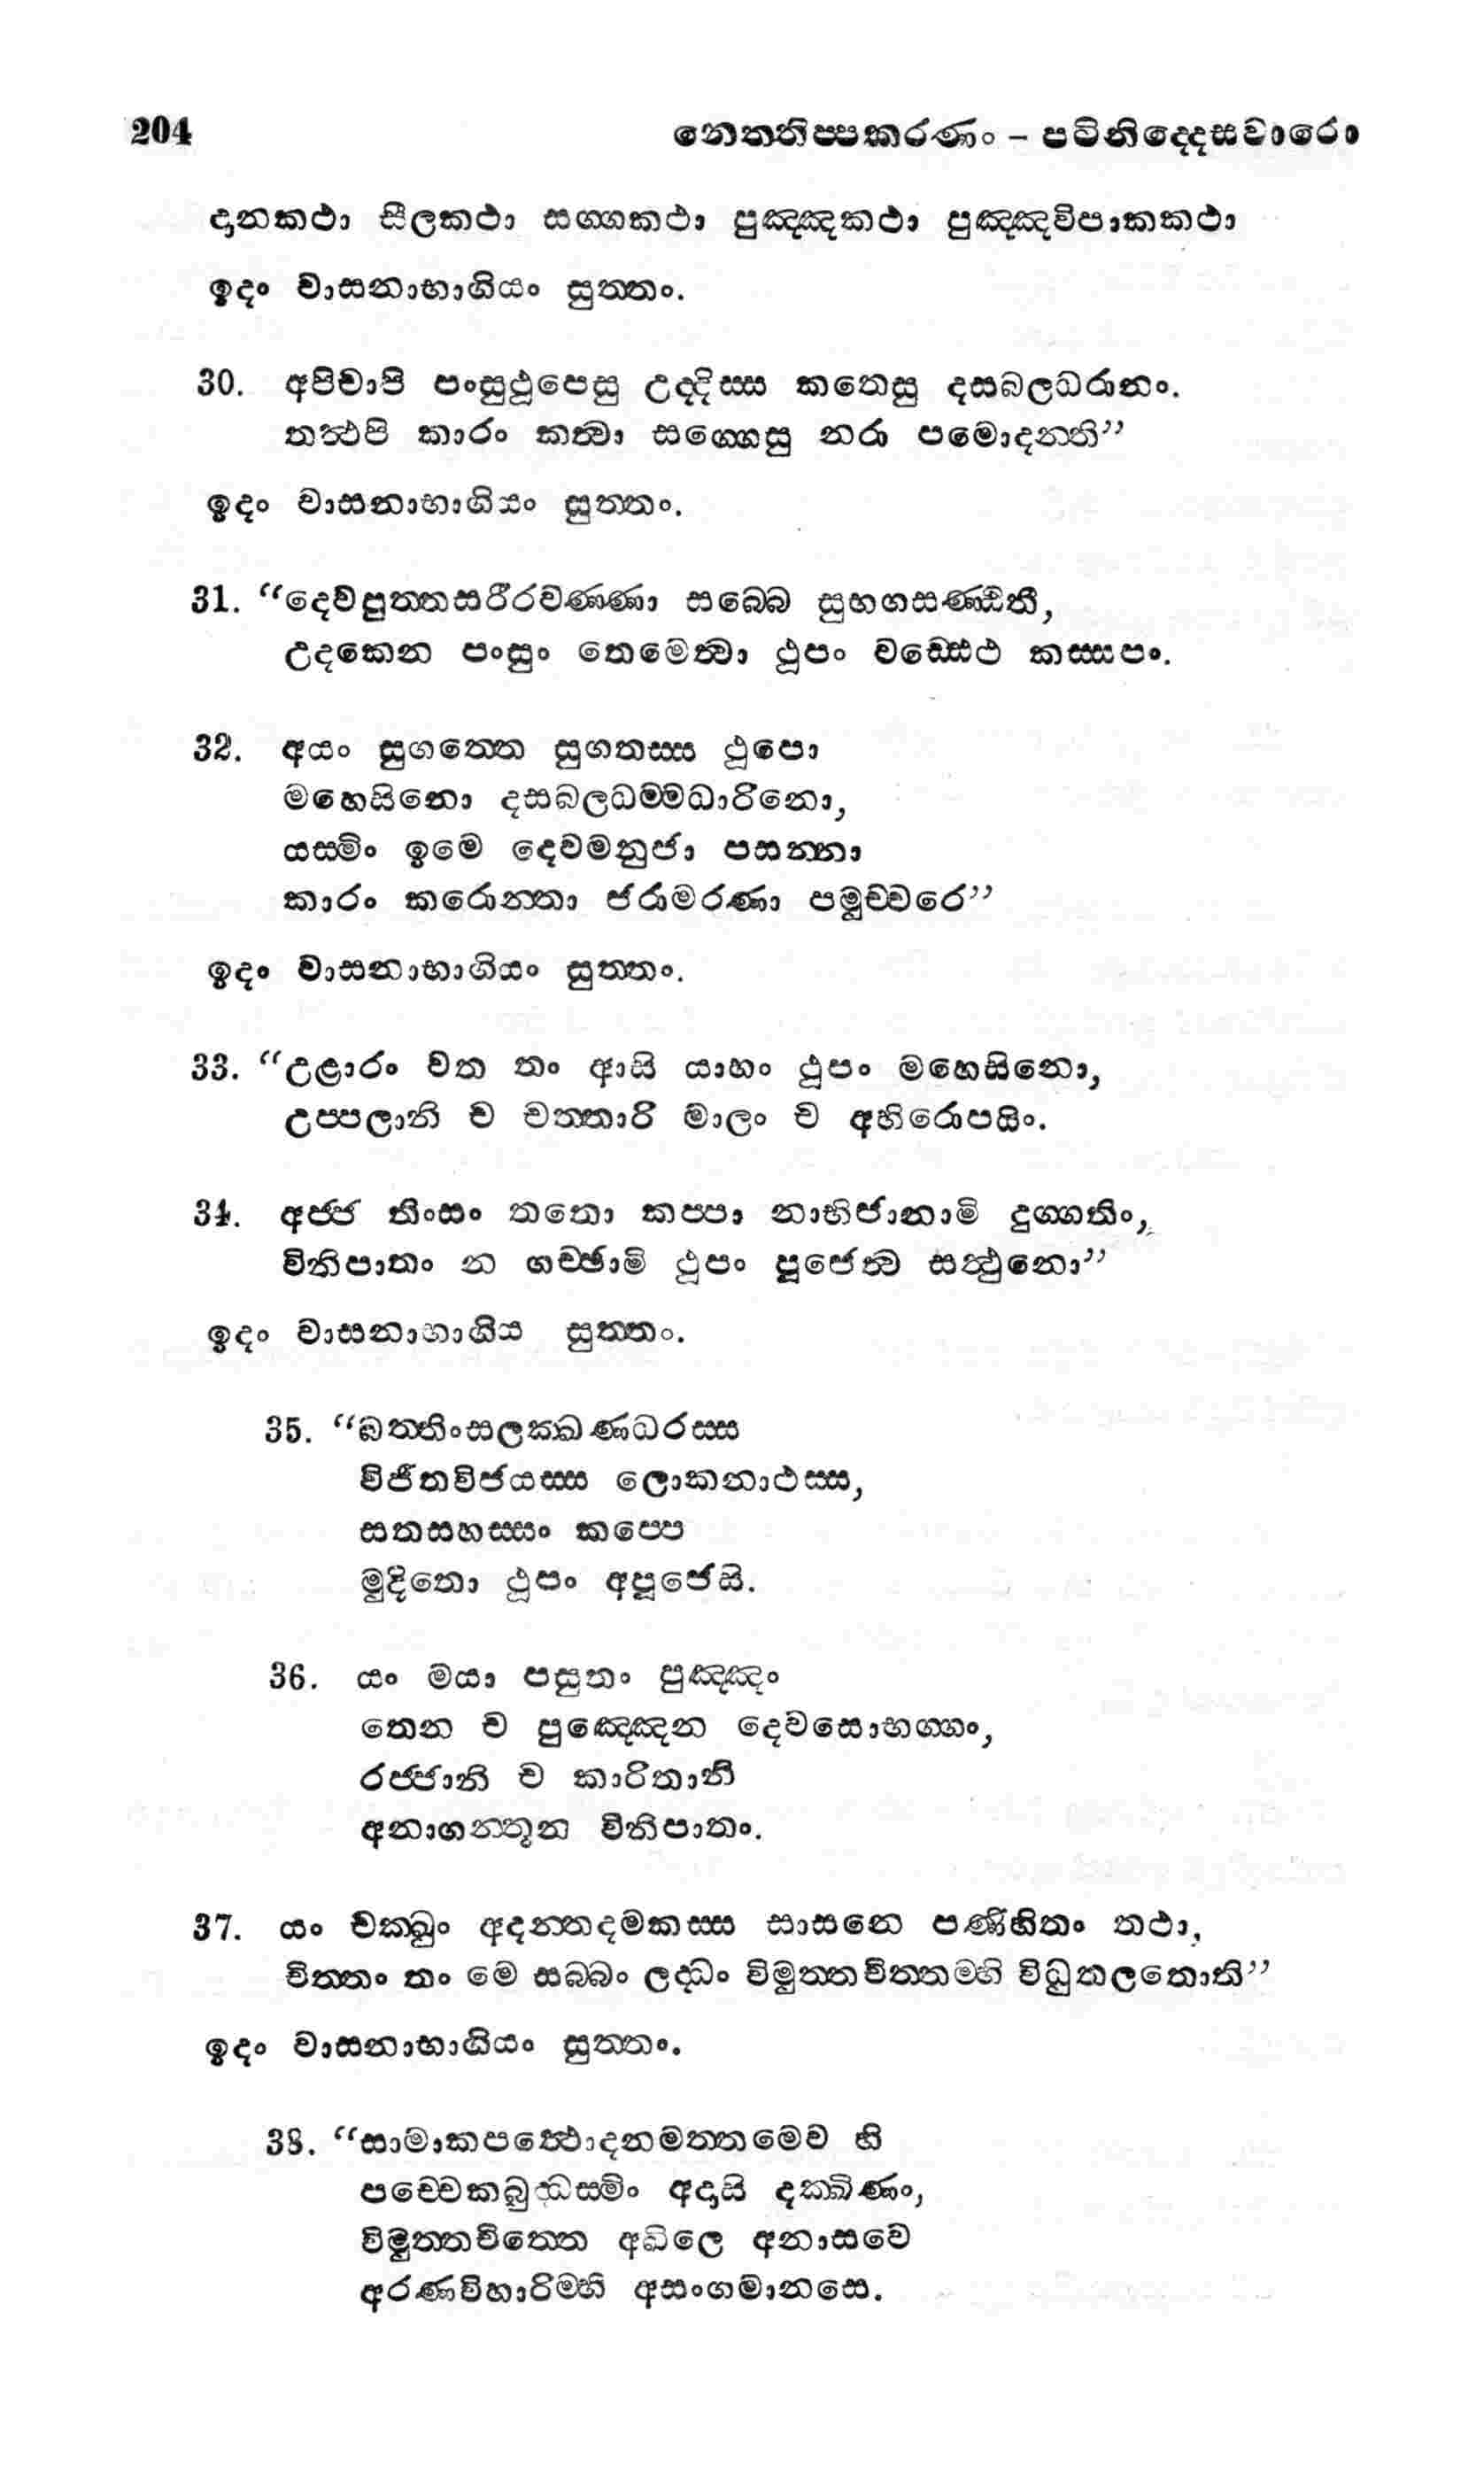 204 නෙත‍්තිප‍්පකරණං – පටිනිද‍්දෙසවාරො
දානකථා සීලකථා සග‍්ගකථා පුඤ‍්ඤකථා පුඤ‍්ඤවිපාකකථා
ඉදං වාසනාභාගියං සුත‍්තං.
30. අපිචාපි පංසුථූපෙසු උද‍්දිස‍්ස කතෙසු දසබලධරානං.
තත්‍ථපි කාරං කත්‍වා සග‍්ගෙසු නරා පමොදන‍්ති”
ඉදං වාසනාභාගියං සුත‍්තං.
31. “දෙවපුත‍්තසරීරවණ‍්ණා සබ‍්බෙ සුභගසණ‍්ඨිතී,
උදකෙන පංසුං තෙමෙත්‍වා ථූපං වඩ‍්ඪෙථ කස‍්සපං.
32. අයං සුගත‍්තෙ සුගතස‍්ස ථූපො
මහෙසිනො දසබලධම‍්මධාරිනො,
යස‍්මිං ඉමෙ දෙවමනුජා පසන‍්නා
කාරං කරොන‍්තා ජරාමරණා පමුච‍්චරෙ”
ඉදං වාසනාභාගියං සුත‍්තං.
33. “උළාරං වත තං ආසි යාහං ථූපං මහෙසිනො,
උප‍්පලානි ච චත‍්තාරි මාලං ච අභිරොපයිං.
34. අජ‍්ජ තිංසං තතො කප‍්පා නාභිජානාමි දුග‍්ගතිං,
විනිපාතං න ගච‍්ඡාමි ථූපං පූජෙත්‍ව සත්‍ථුනො”
ඉදං වාසනාභාගිය සුත‍්තං.
35. “බත‍්තිංසලක‍්ඛණධරස‍්ස
විජිතවිජයස‍්ස ලොකනාථස‍්ස,
සතසහස‍්සං කප‍්පෙ
මුදිතො ථූපං අපූජෙසි.
36. යං මයා පසුතං පුඤ‍්ඤං
තෙන ච පුඤ‍්ඤෙන දෙවසොභග‍්ගං,
රජ‍්ජානි ච කාරිතානි
අනාගන‍්තූන විනිපාතං.
37. යං චක‍්ඛුං අදන‍්තදමකස‍්ස සාසනෙ පණිහිතං තථා,
චිත‍්තං තං මෙ සබ‍්බං ලද‍්ධං විමුත‍්තචිත‍්තම‍්හි විධුතලතොති”
ඉදං වාසනාභාගියං සුත‍්තං.
38. “සාමාකපත්‍ථොදනමත‍්තමෙව හි
පච‍්චෙකබුද‍්ධස‍්මිං අදාසි දක‍්ඛිණං,
විමුත‍්තචිත‍්තෙ අඛිලෙ අනාසවෙ
අරණවිහාරිම‍්හි අසංගමානසෙ.